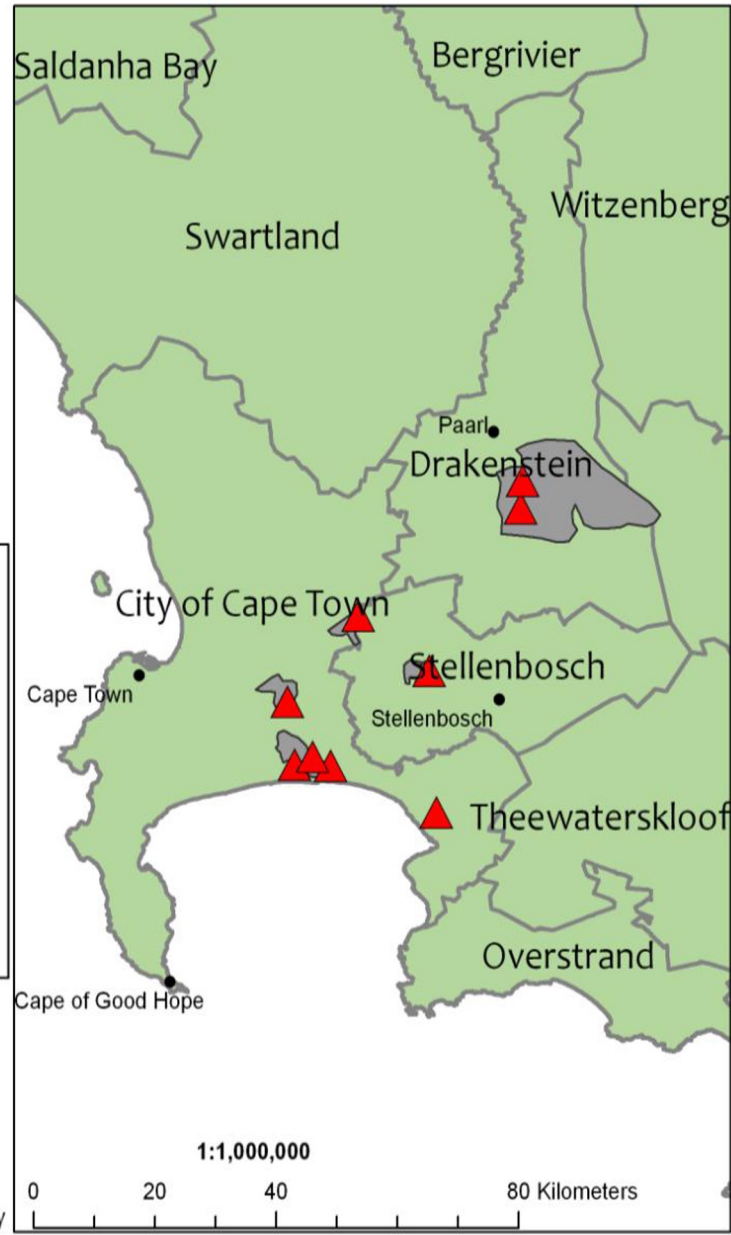 Saldanha Bay
Bergrivier
Witzenberg
Swartland
Paarl
Drakenstein
City of Cape Town
Stellenbosch
Cape Town
Stellenbosch
Theewaterskloof
Overstrand
Cape of Good Hope
1:1,000,000
0 20 40 80 Kilometers